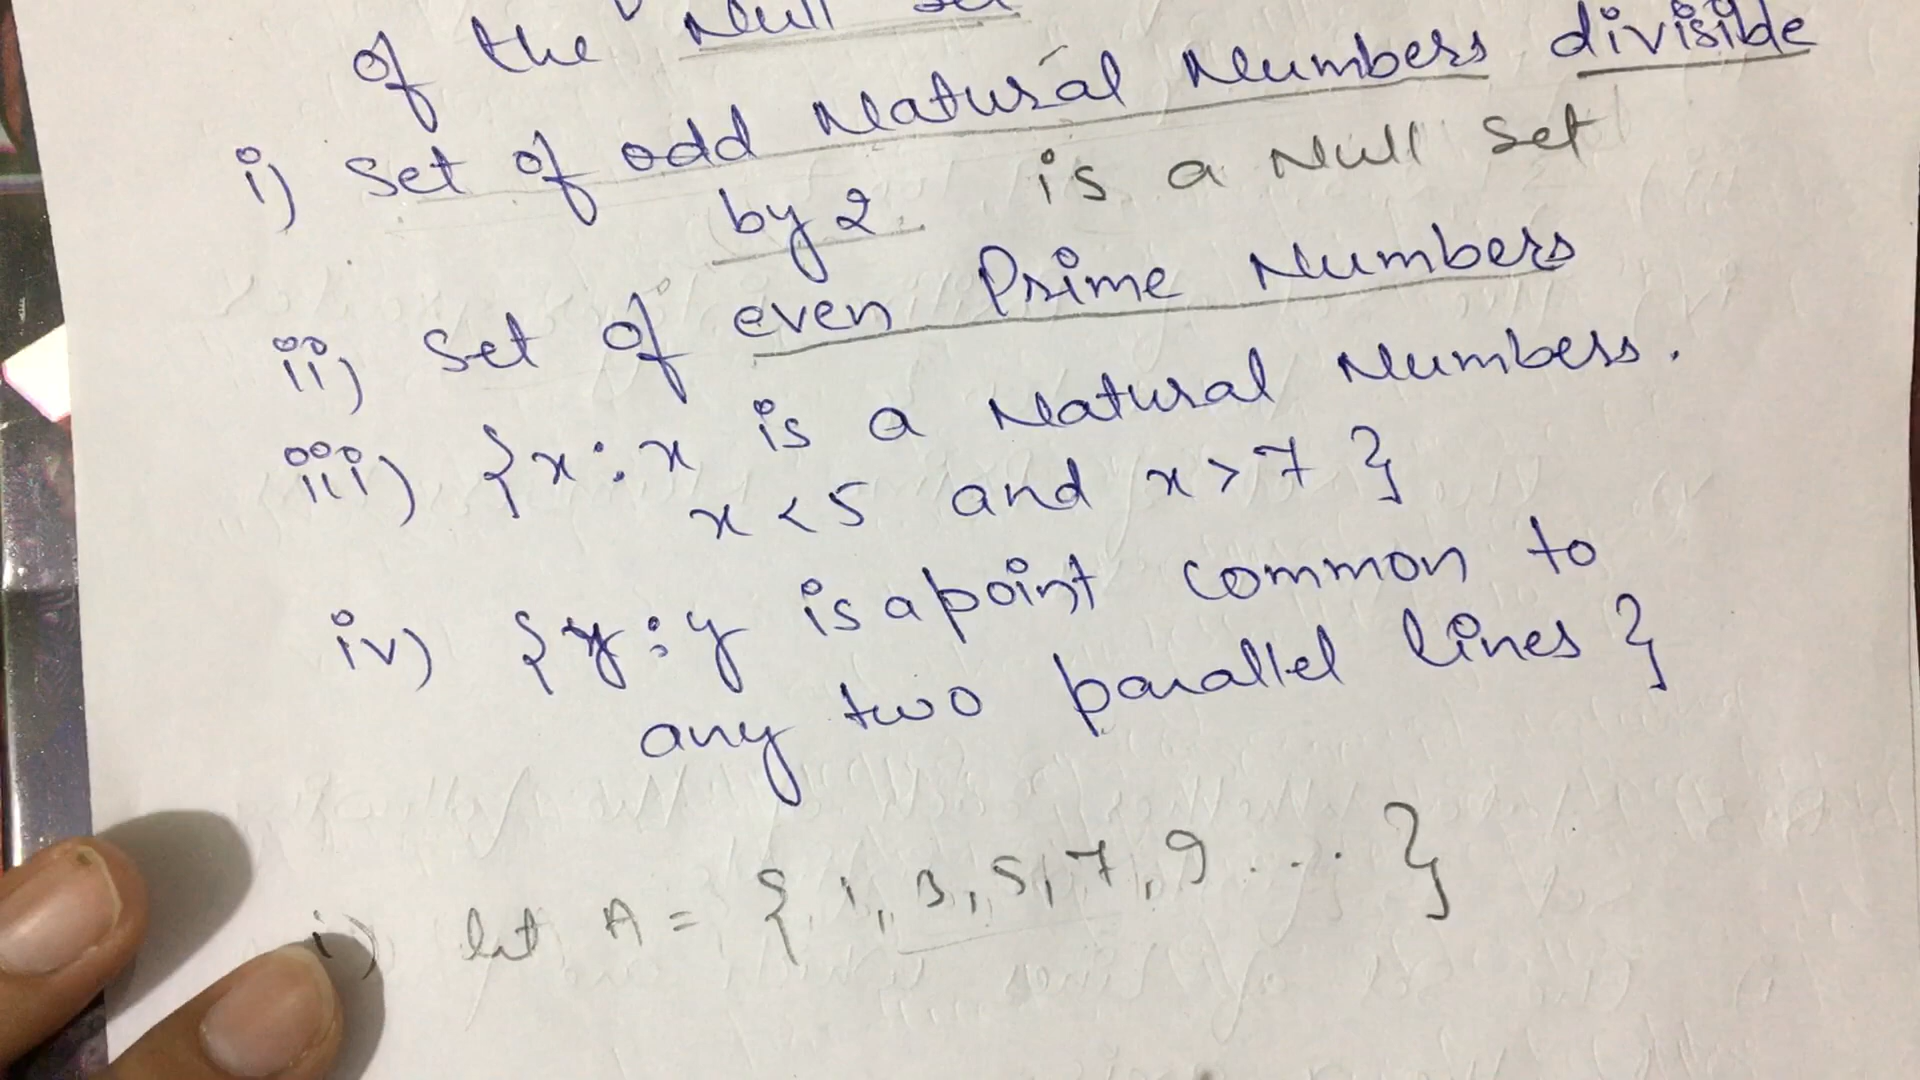 of the Null set
i) Set of odd Natural Numbers divisible
by 2. is a Null Set
ii) Set of even Prime Numbers
iii) {x : x is a Natural Numbers.
x < 5 and x > 7 }
iv) {y : y is a point common to
any two parallel lines }
i) let A = { 1, 3, 5, 7, 9 ... }